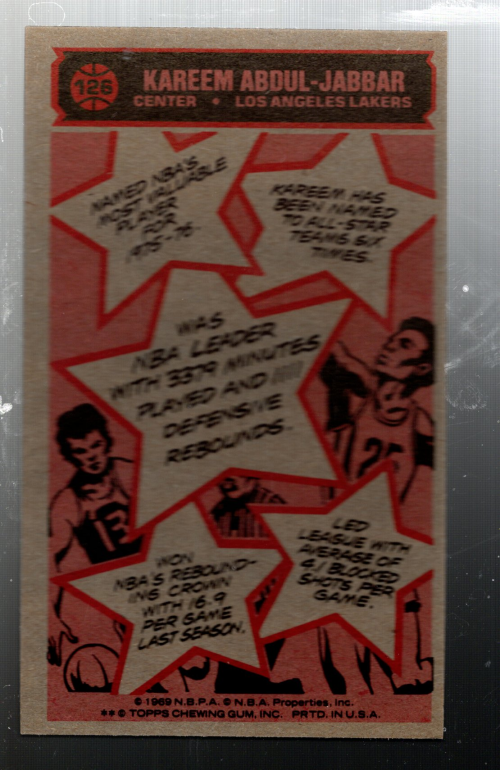 126
KAREEM ABDUL-JABBAR
CENTER • LOS ANGELES LAKERS
NAMED NBA'S
MOST VALUABLE
PLAYER
FOR
1975-76.
KAREEM HAS
BEEN NAMED
TO ALL-STAR
TEAMS SIX
TIMES.
WAS
NBA LEADER
WITH 3379 MINUTES
PLAYED AND 1111
DEFENSIVE
REBOUNDS.
25
13
LED
LEAGUE WITH
AVERAGE OF
4.1 BLOCKED
SHOTS PER
GAME.
WON
NBA'S REBOUND-
ING CROWN
WITH 16.9
PER GAME
LAST SEASON.
© 1969 N.B.P.A. © N.B.A. Properties, Inc.
** © TOPPS CHEWING GUM, INC. PRTD. IN U.S.A.